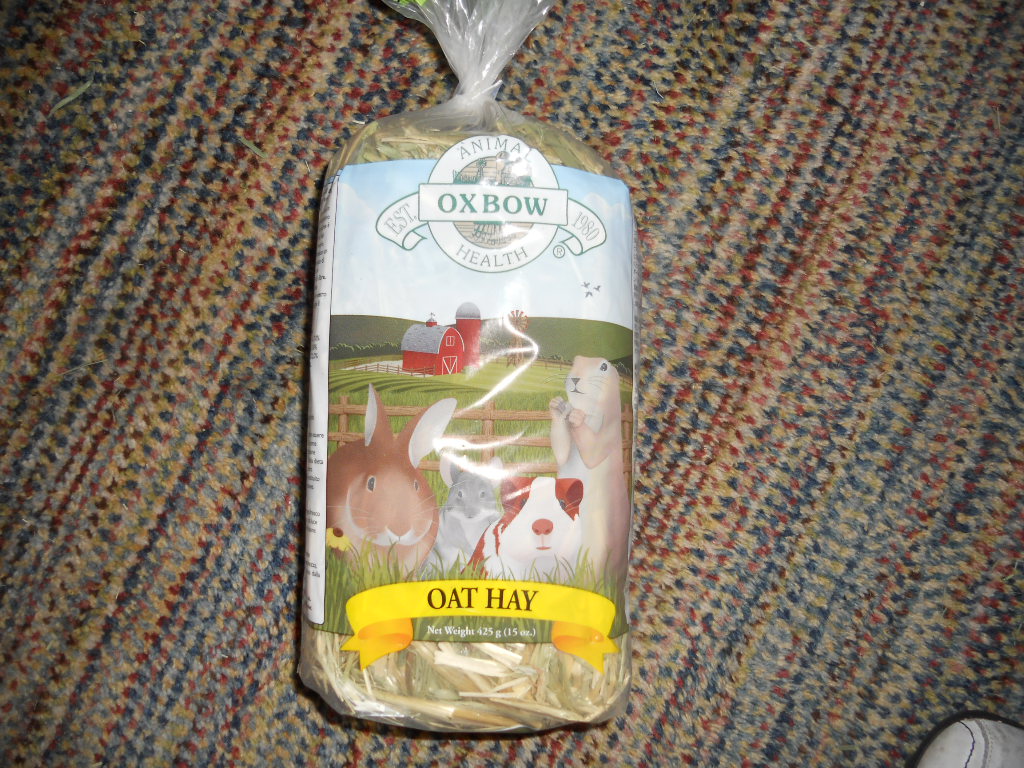 ANIMAL
EST. OXBOW 1980
HEALTH ®
OAT HAY
Net Weight 425 g (15 oz.)